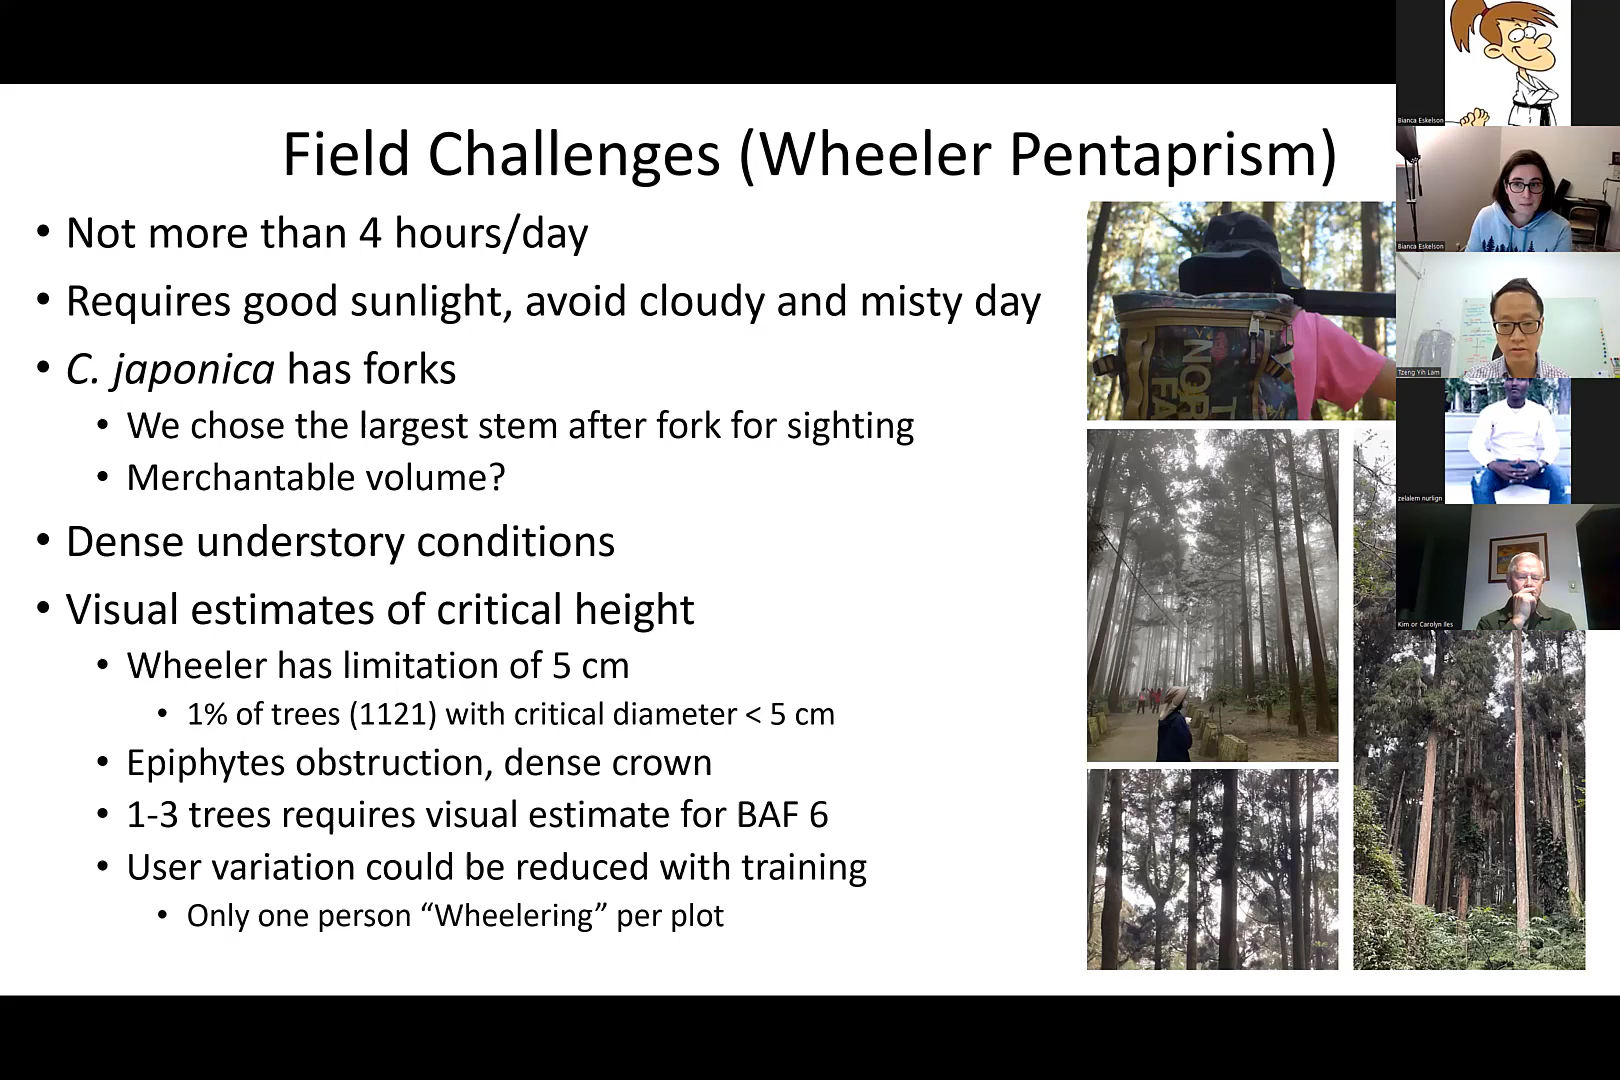 Field Challenges (Wheeler Pentaprism)
• Not more than 4 hours/day
• Requires good sunlight, avoid cloudy and misty day
• C. japonica has forks
• We chose the largest stem after fork for sighting
• Merchantable volume?
• Dense understory conditions
• Visual estimates of critical height
• Wheeler has limitation of 5 cm
• 1% of trees (1121) with critical diameter < 5 cm
• Epiphytes obstruction, dense crown
• 1-3 trees requires visual estimate for BAF 6
• User variation could be reduced with training
• Only one person “Wheelering” per plot
Bianca Eskelson
Bianca Eskelson
Tzeng Yih Lam
zelalem nurlign
Kim or Carolyn Iles